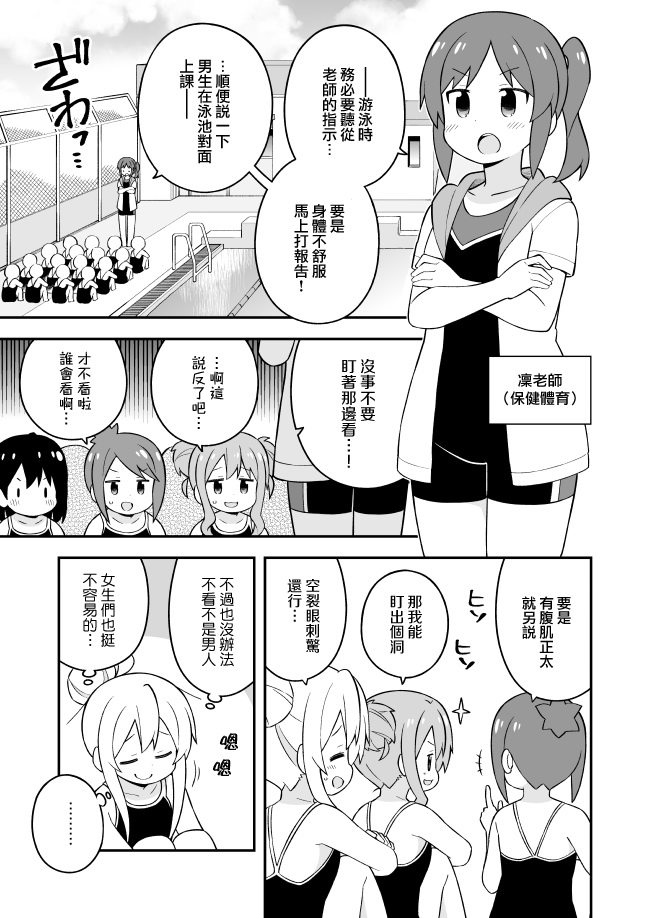 ——游泳時
務必要聽從
老師的指示…
…順便說一下
男生在泳池對面
上課——
ざわ…
要是
身體不舒服
馬上打報告！
凜老師
（保健體育）
沒事不要
盯著那邊看…！
…啊這
說反了吧…
才不看啦
誰會看啊…
要是
有腹肌正太
就另說
ヒソ
ヒソ
那我能
盯出個洞
空裂眼刺驚
還行…
不過也沒辦法
不看不是男人
女生們也挺
不容易的…
嗯
嗯
………